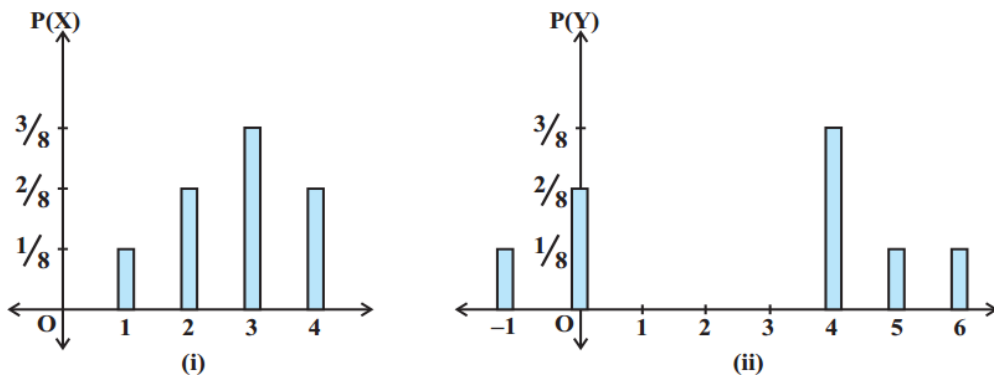 P(X)
3/8
2/8
1/8
O 1 2 3 4
(i)
P(Y)
3/8
2/8
1/8
–1 O 1 2 3 4 5 6
(ii)